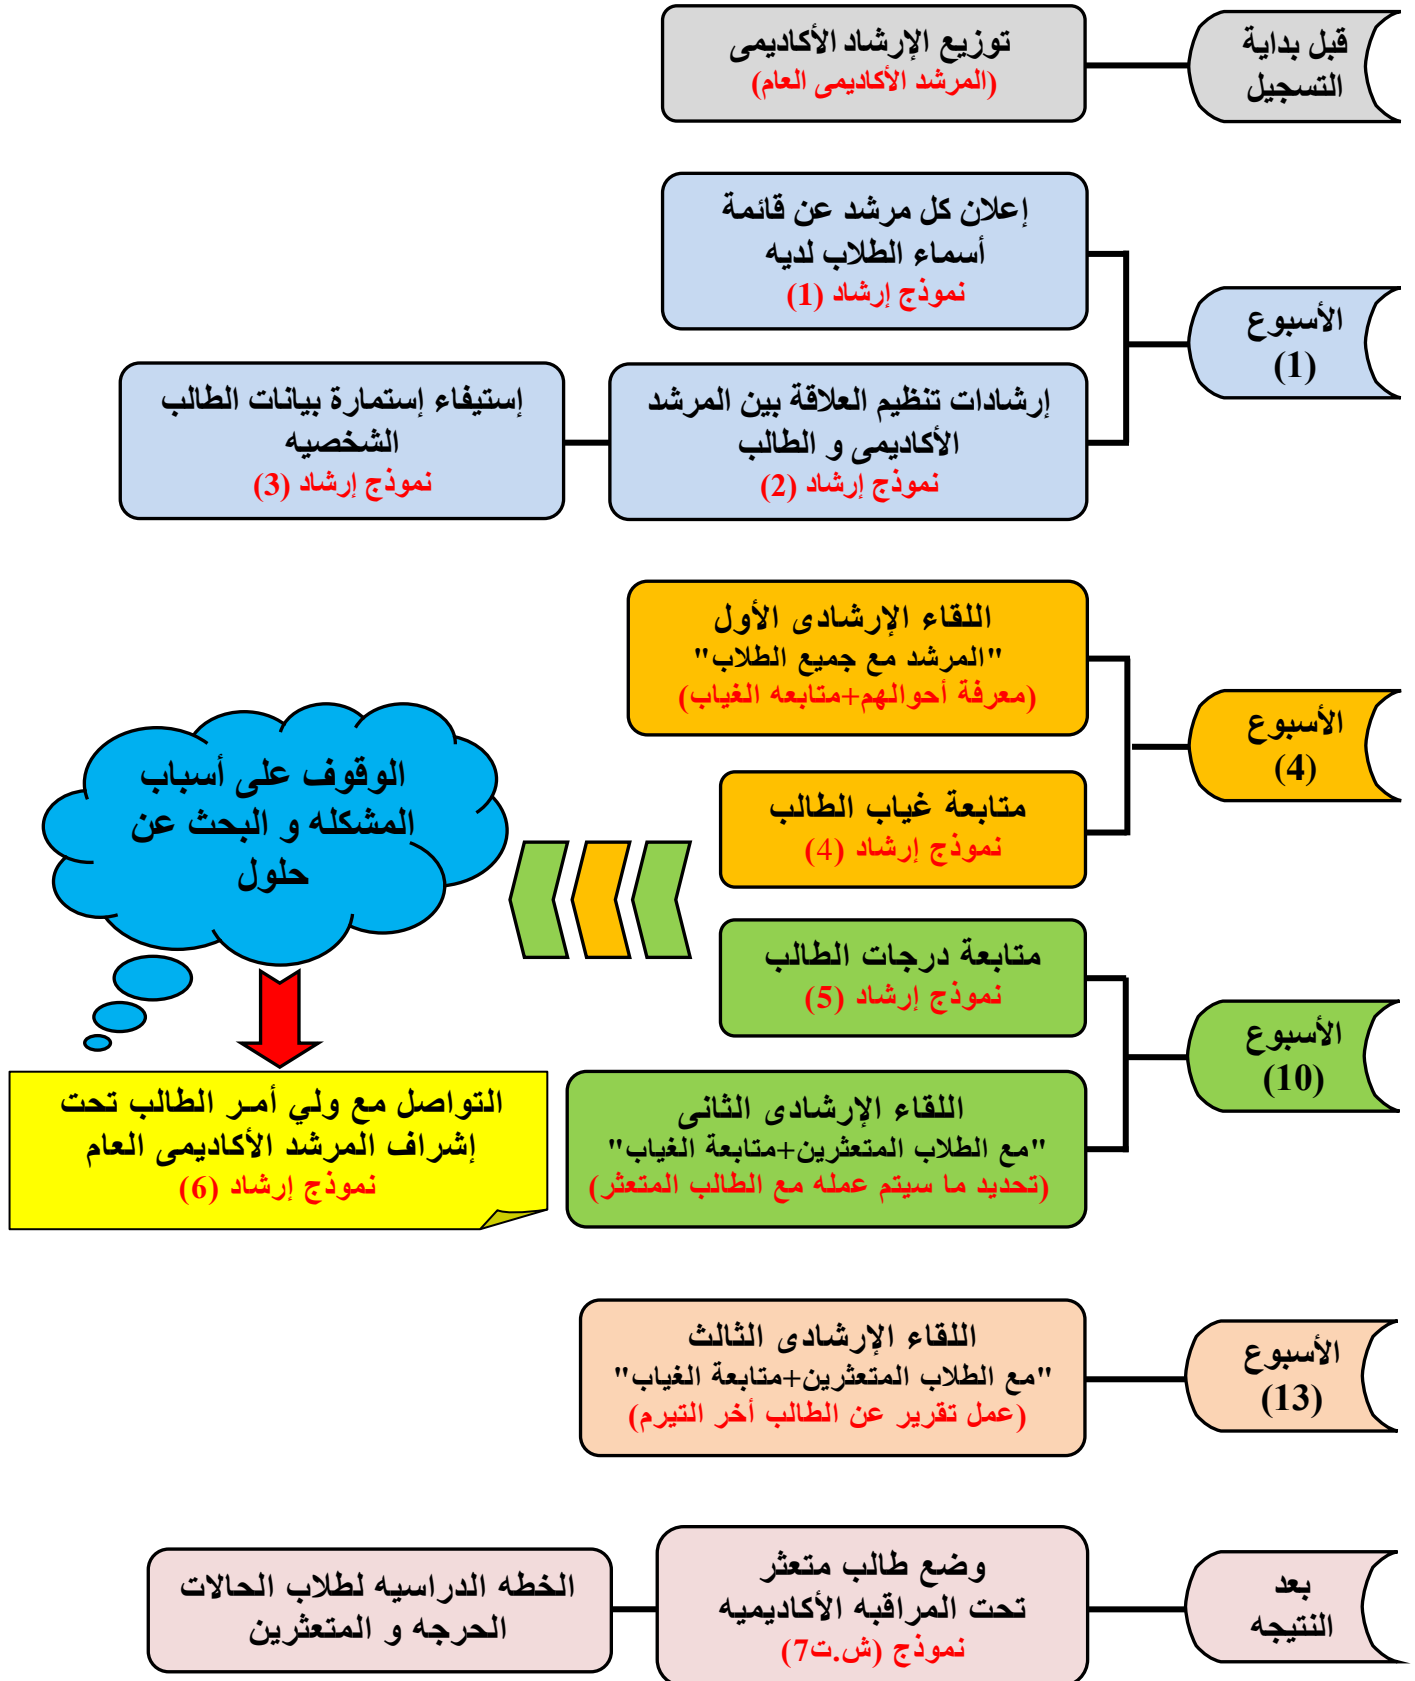 قبل بداية
التسجيل
توزيع الإرشاد الأكاديمى
(المرشد الأكاديمى العام)
الأسبوع
(1)
إعلان كل مرشد عن قائمة
أسماء الطلاب لديه
نموذج إرشاد (1)
إرشادات تنظيم العلاقة بين المرشد
الأكاديمى و الطالب
نموذج إرشاد (2)
إستيفاء إستمارة بيانات الطالب
الشخصيه
نموذج إرشاد (3)
الأسبوع
(4)
اللقاء الإرشادى الأول
"المرشد مع جميع الطلاب"
(معرفة أحوالهم+متابعه الغياب)
متابعة غياب الطالب
نموذج إرشاد (4)
الأسبوع
(10)
متابعة درجات الطالب
نموذج إرشاد (5)
اللقاء الإرشادى الثانى
"مع الطلاب المتعثرين+متابعة الغياب"
(تحديد ما سيتم عمله مع الطالب المتعثر)
الوقوف على أسباب
المشكله و البحث عن
حلول
التواصل مع ولي أمـر الطالب تحت
إشراف المرشد الأكاديمى العام
نموذج إرشاد (6)
الأسبوع
(13)
اللقاء الإرشادى الثالث
"مع الطلاب المتعثرين+متابعة الغياب"
(عمل تقرير عن الطالب أخر التيرم)
بعد
النتيجه
وضع طالب متعثر
تحت المراقبه الأكاديميه
نموذج (ش.ت7)
الخطه الدراسيه لطلاب الحالات
الحرجه و المتعثرين